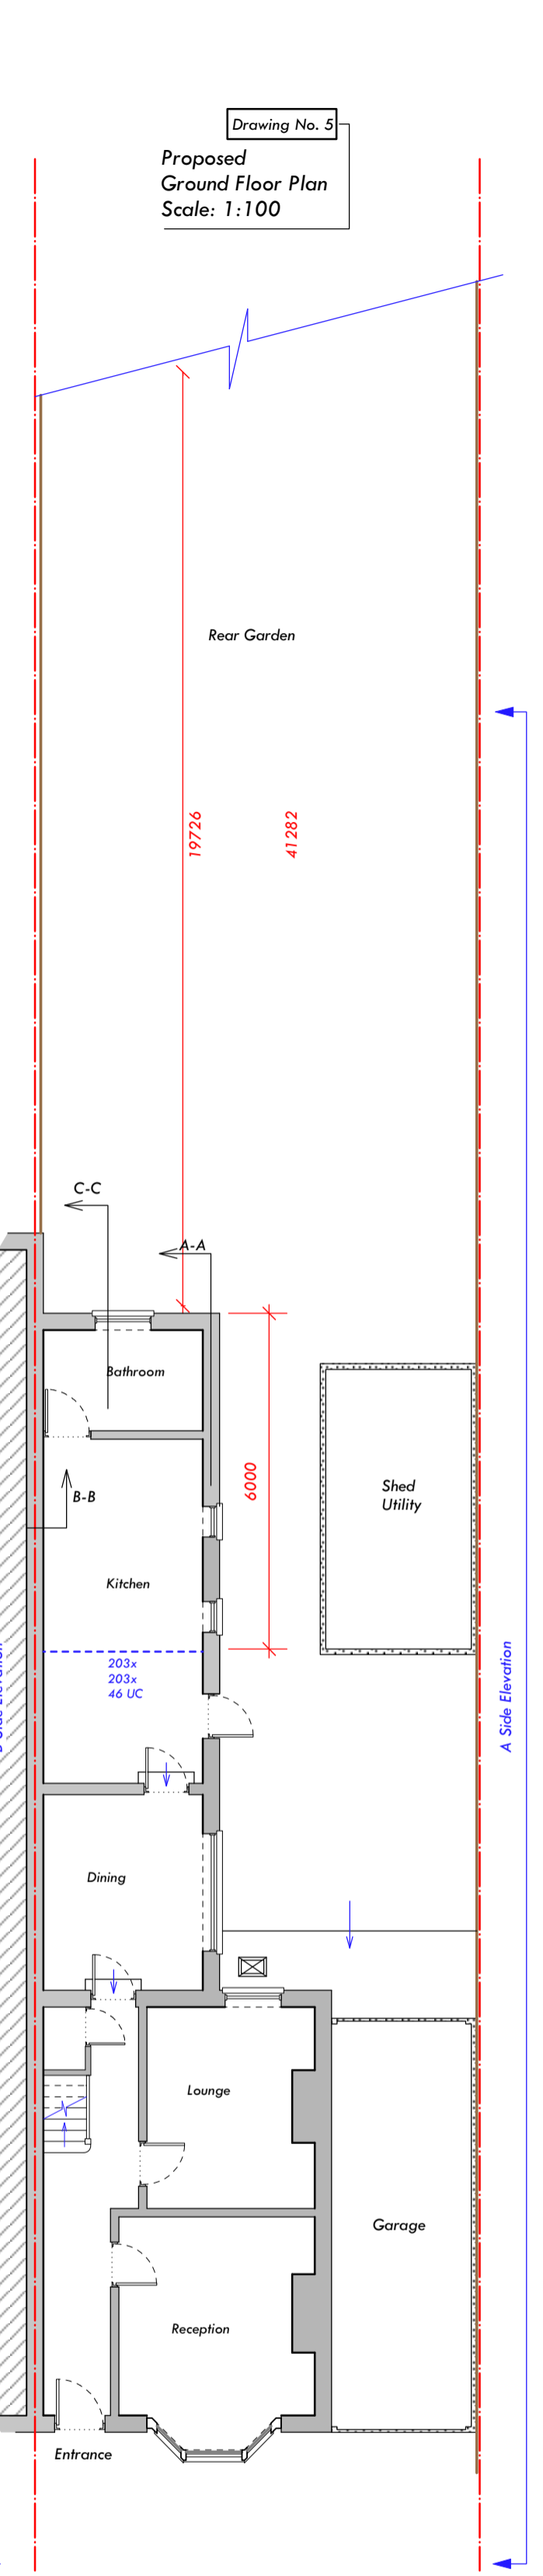 Drawing No. 5
Proposed
Ground Floor Plan
Scale: 1:100
Rear Garden
19726
41282
C-C
A-A
Bathroom
6000
B-B
Shed
Utility
Kitchen
203x
203x
46 UC
A Side Elevation
Dining
Lounge
Garage
Reception
Entrance